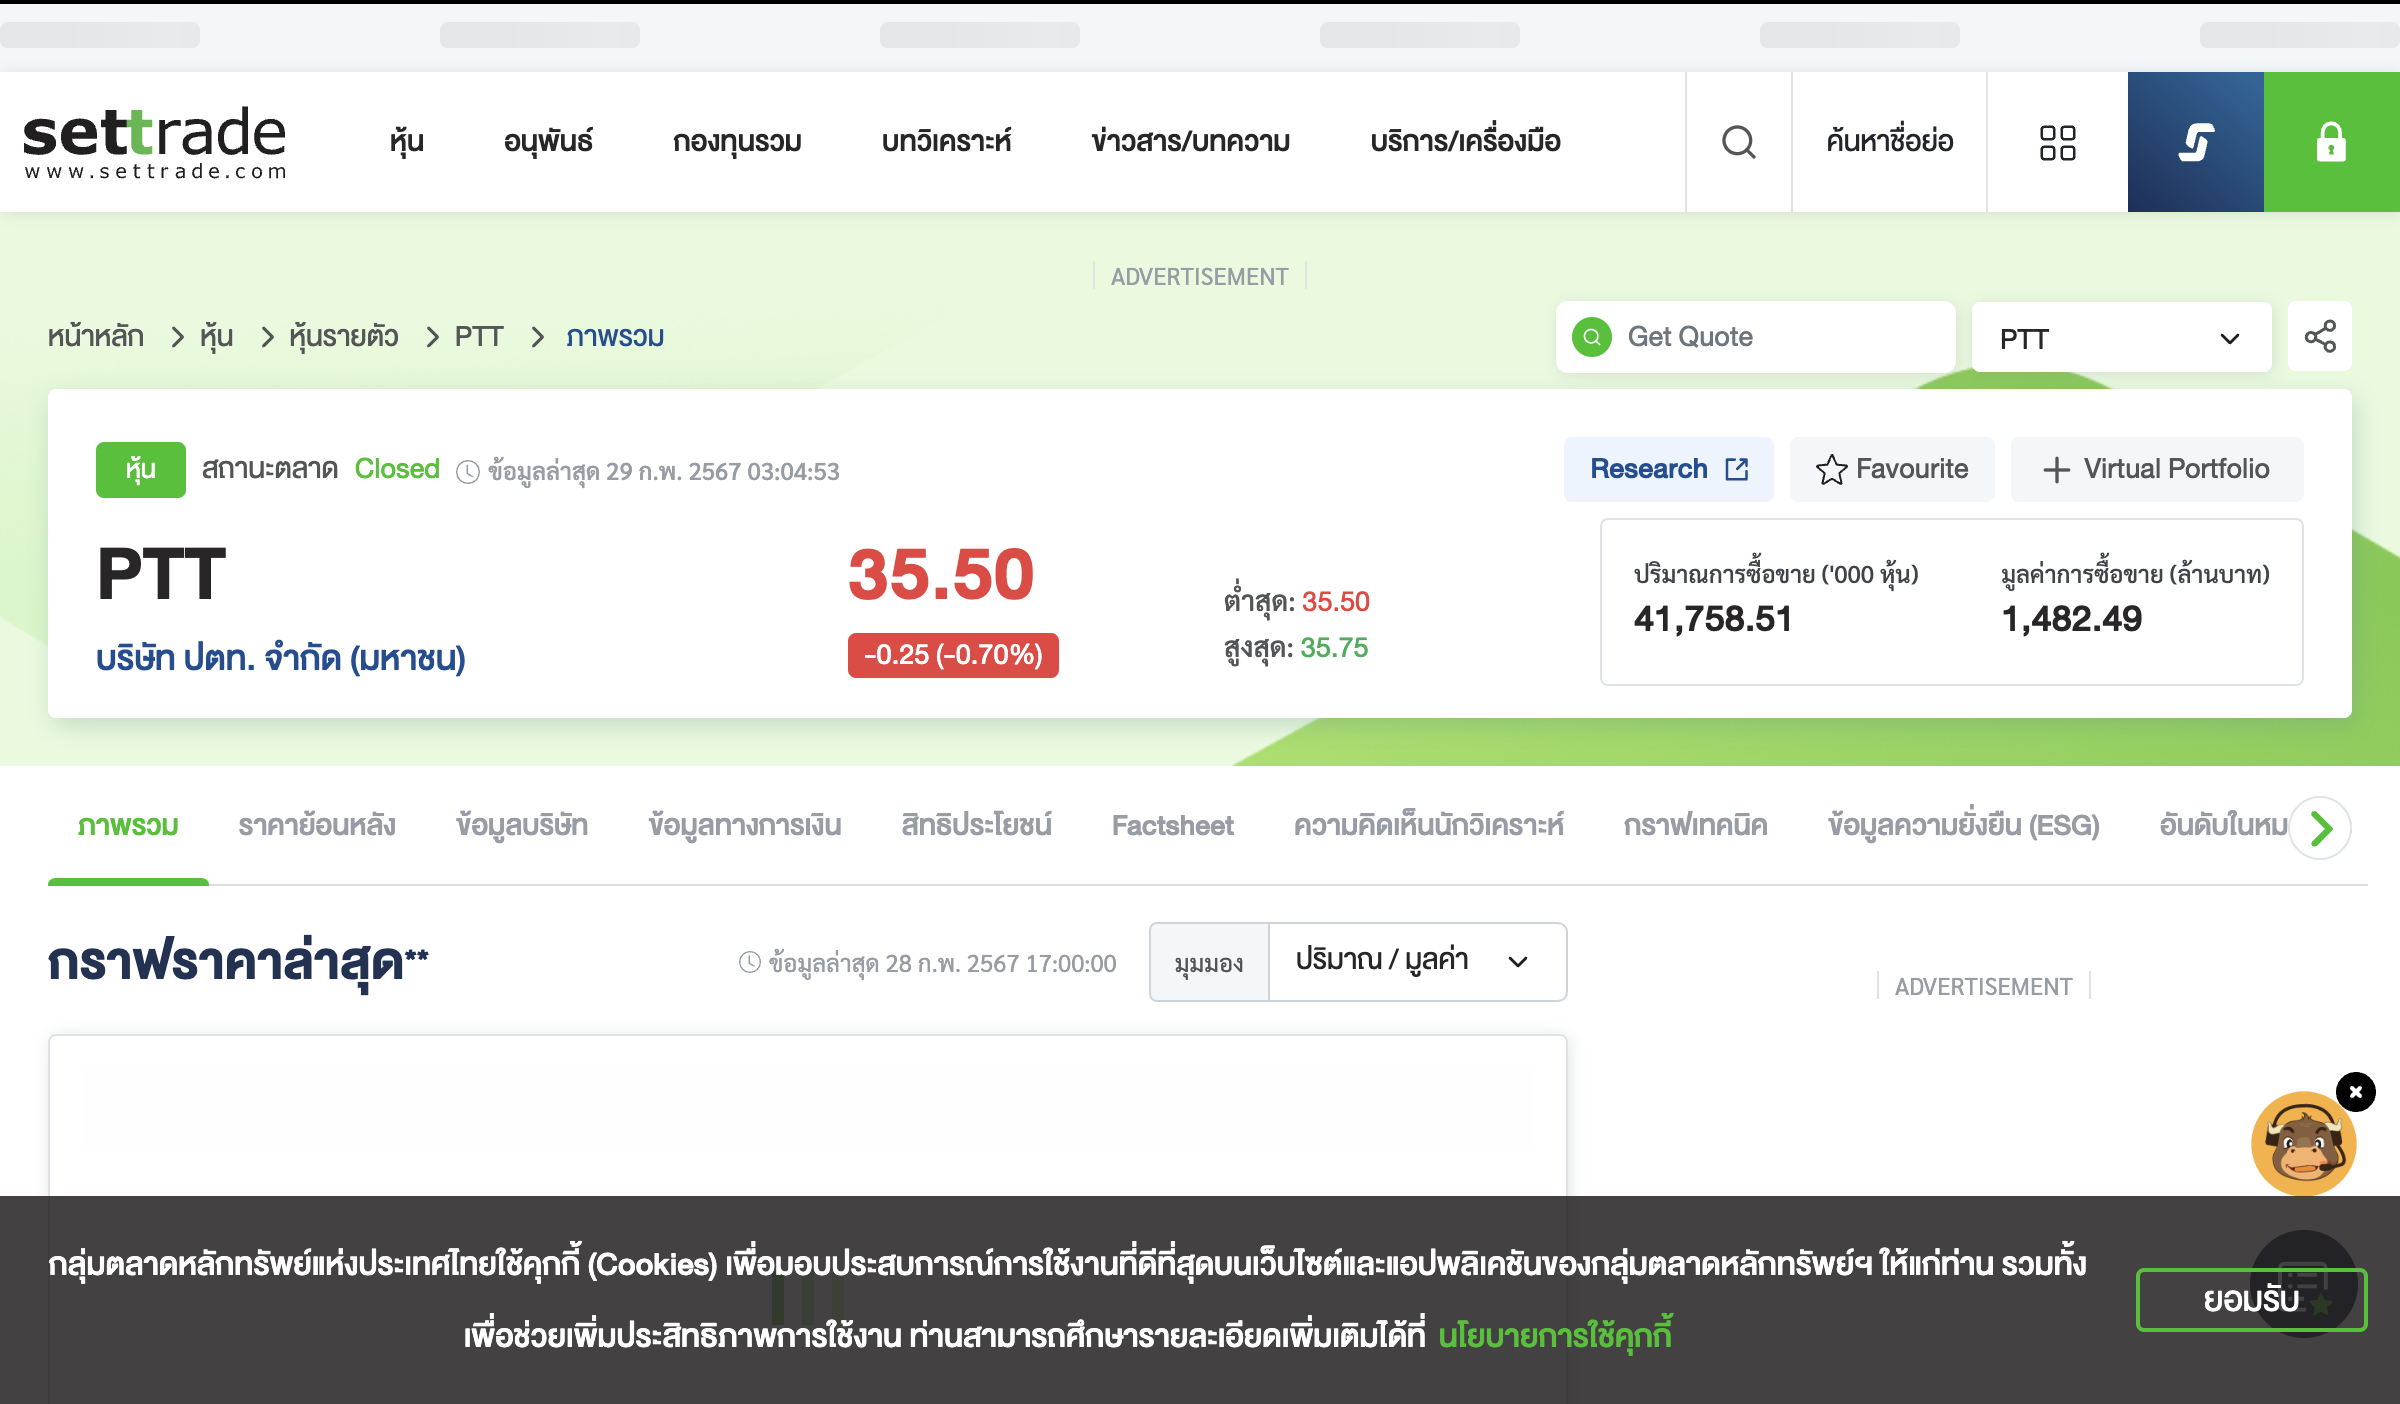 settrade
www.settrade.com
หุ้น
อนุพันธ์
กองทุนรวม
บทวิเคราะห์
ข่าวสาร/บทความ
บริการ/เครื่องมือ
ค้นหาชื่อย่อ
ADVERTISEMENT
หน้าหลัก > หุ้น > หุ้นรายตัว > PTT > ภาพรวม
Get Quote
PTT
หุ้น
สถานะตลาด Closed ข้อมูลล่าสุด 29 ก.พ. 2567 03:04:53
Research
Favourite
Virtual Portfolio
PTT
บริษัท ปตท. จำกัด (มหาชน)
35.50
-0.25 (-0.70%)
ต่ำสุด: 35.50
สูงสุด: 35.75
ปริมาณการซื้อขาย ('000 หุ้น)
41,758.51
มูลค่าการซื้อขาย (ล้านบาท)
1,482.49
ภาพรวม
ราคาย้อนหลัง
ข้อมูลบริษัท
ข้อมูลทางการเงิน
สิทธิประโยชน์
Factsheet
ความคิดเห็นนักวิเคราะห์
กราฟเทคนิค
ข้อมูลความยั่งยืน (ESG)
อันดับในหม
กราฟราคาล่าสุด**
ข้อมูลล่าสุด 28 ก.พ. 2567 17:00:00
มุมมอง
ปริมาณ / มูลค่า
ADVERTISEMENT
กลุ่มตลาดหลักทรัพย์แห่งประเทศไทยใช้คุกกี้ (Cookies) เพื่อมอบประสบการณ์การใช้งานที่ดีที่สุดบนเว็บไซต์และแอปพลิเคชันของกลุ่มตลาดหลักทรัพย์ฯ ให้แก่ท่าน รวมทั้ง
เพื่อช่วยเพิ่มประสิทธิภาพการใช้งาน ท่านสามารถศึกษารายละเอียดเพิ่มเติมได้ที่ นโยบายการใช้คุกกี้
ยอมรับ